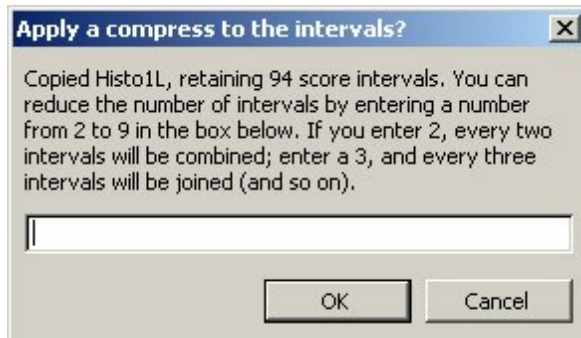 Apply a compress to the intervals?
Copied Histo1L, retaining 94 score intervals. You can
reduce the number of intervals by entering a number
from 2 to 9 in the box below. If you enter 2, every two
intervals will be combined; enter a 3, and every three
intervals will be joined (and so on).
OK
Cancel